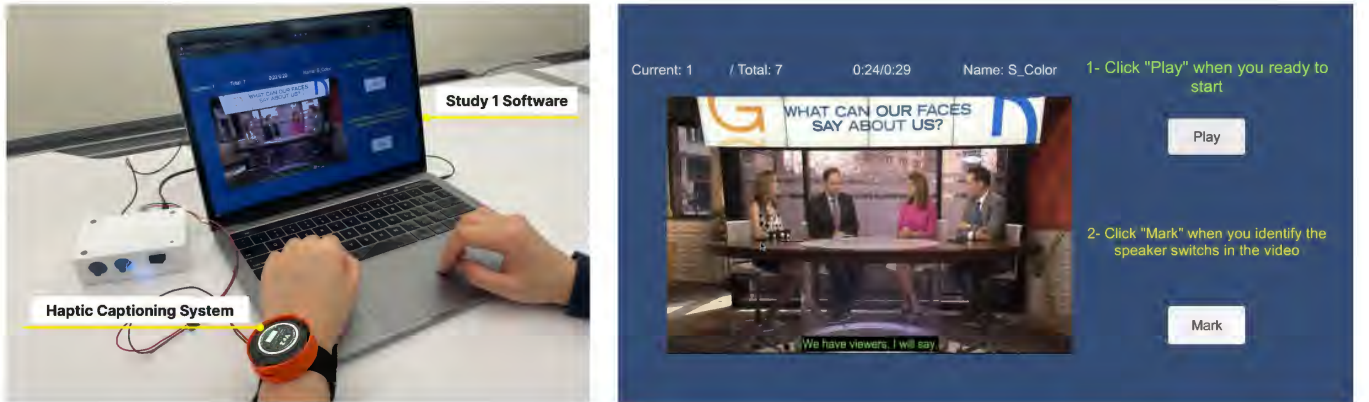 Study 1 Software
Haptic Captioning System
Current: 1 / Total: 7 0:24/0:29 Name: S_Color
WHAT CAN OUR FACES
SAY ABOUT US?
We have viewers, I will say,
1- Click "Play" when you ready to
start
Play
2- Click "Mark" when you identify the
speaker switchs in the video
Mark